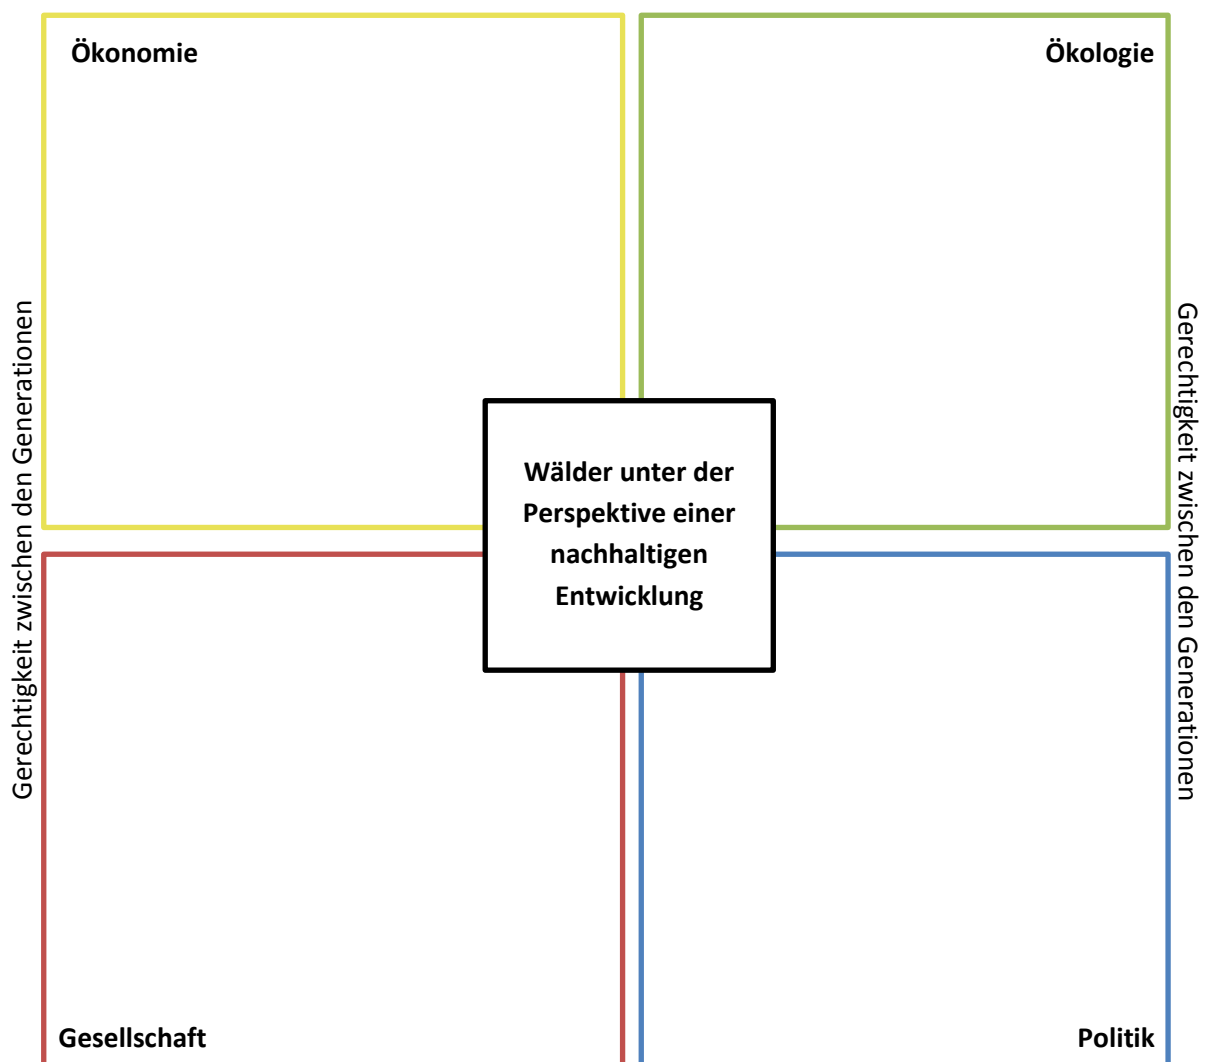 Ökonomie
Ökologie
Gerechtigkeit zwischen den Generationen
Wälder unter der
Perspektive einer
nachhaltigen
Entwicklung
Gerechtigkeit zwischen den Generationen
Gesellschaft
Politik